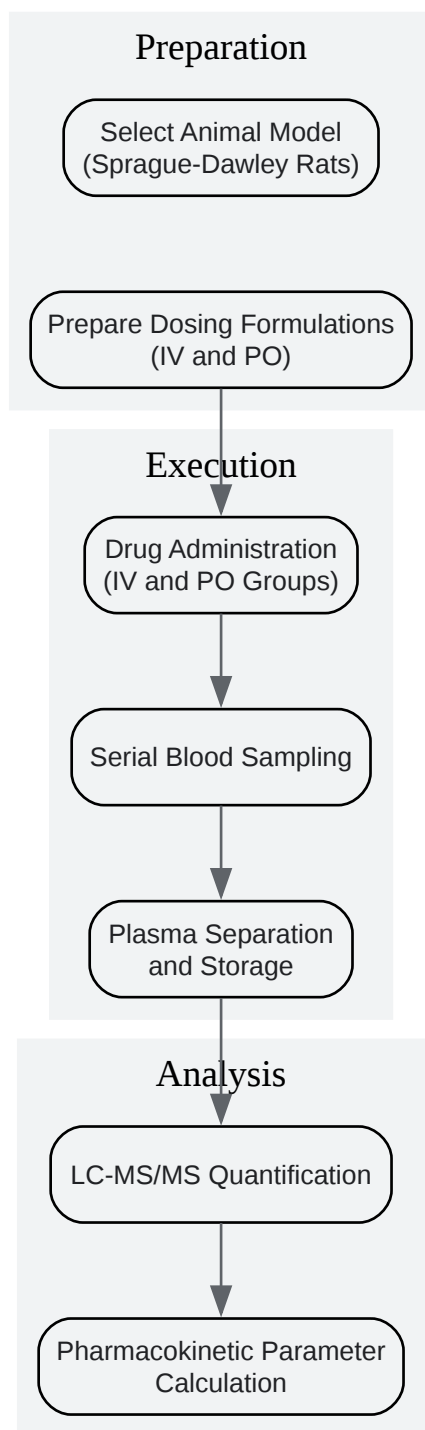 Preparation
Select Animal Model
(Sprague-Dawley Rats)
Prepare Dosing Formulations
(IV and PO)
Execution
Drug Administration
(IV and PO Groups)
Serial Blood Sampling
Plasma Separation
and Storage
Analysis
LC-MS/MS Quantification
Pharmacokinetic Parameter
Calculation